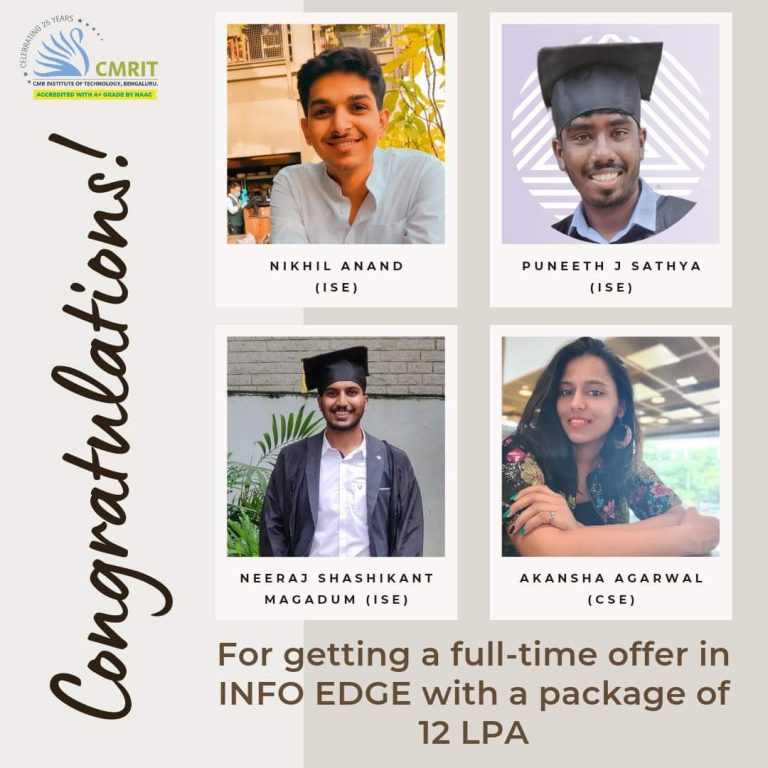 CELEBRATING 25 YEARS
CMRIT
CMR INSTITUTE OF TECHNOLOGY, BENGALURU.
ACCREDITED WITH A+ GRADE BY NAAC
Congratulations!
NIKHIL ANAND
(ISE)
PUNEETH J SATHYA
(ISE)
NEERAJ SHASHIKANT
MAGADUM (ISE)
AKANSHA AGARWAL
(CSE)
For getting a full-time offer in
INFO EDGE with a package of
12 LPA